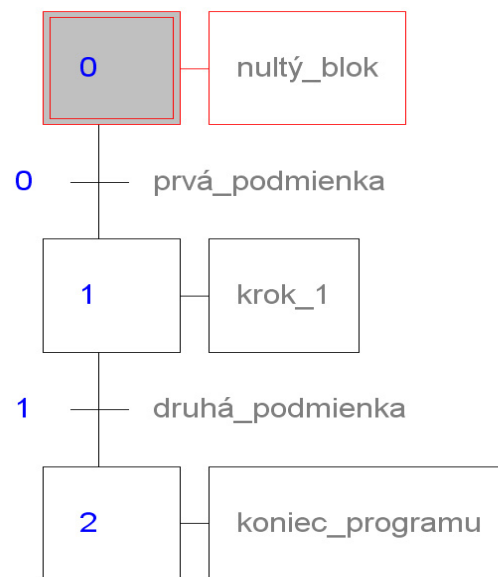 0 nultý_blok
0 prvá_podmienka
1 krok_1
1 druhá_podmienka
2 koniec_programu